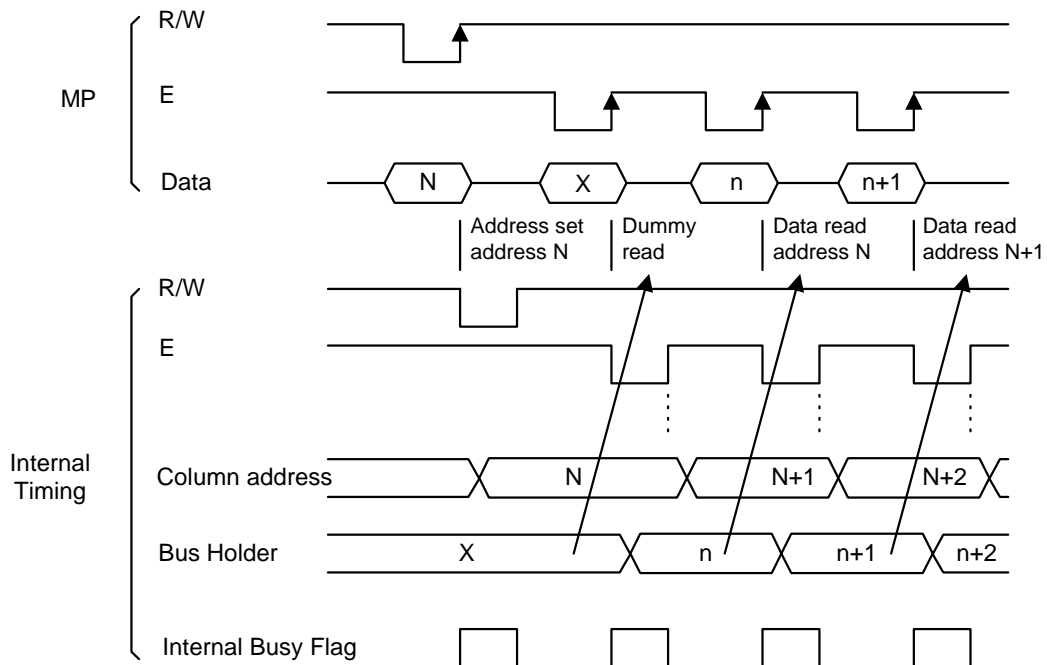 R/W
MP
E
Data
N
X
n
n+1
Address set
address N
Dummy
read
Data read
address N
Data read
address N+1
R/W
E
Internal
Timing
Column address
N
N+1
N+2
Bus Holder
X
n
n+1
n+2
Internal Busy Flag